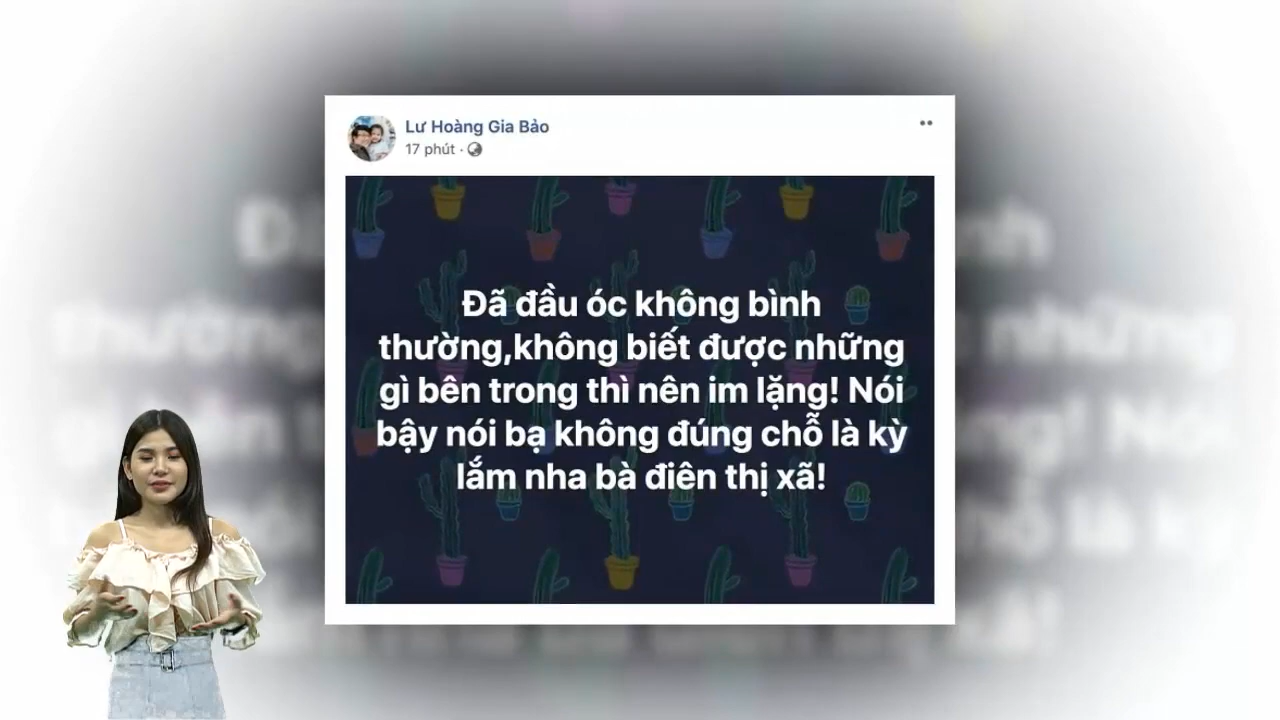 Lư Hoàng Gia Bảo
17 phút ·
Đã đầu óc không bình
thường,không biết được những
gì bên trong thì nên im lặng! Nói
bậy nói bạ không đúng chỗ là kỳ
lắm nha bà điên thị xã!